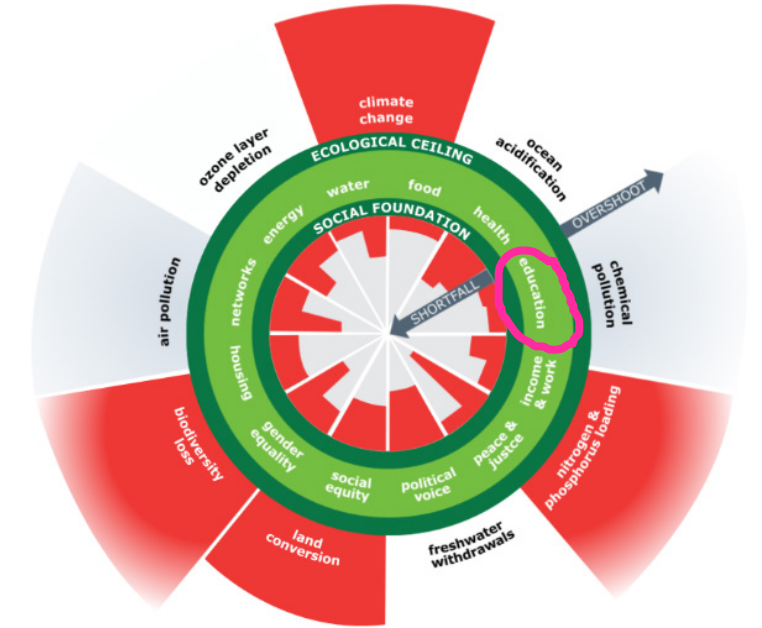 climate
change
ECOLOGICAL CEILING
ozone layer
depletion
ocean
acidification
OVERSHOOT
water
food
energy
health
SOCIAL FOUNDATION
air pollution
networks
SHORTFALL
education
chemical
pollution
housing
income
& work
biodiversity
loss
gender
equality
social
equity
political
voice
peace &
justce
nitrogen &
phosphorus loading
land
conversion
freshwater
withdrawals